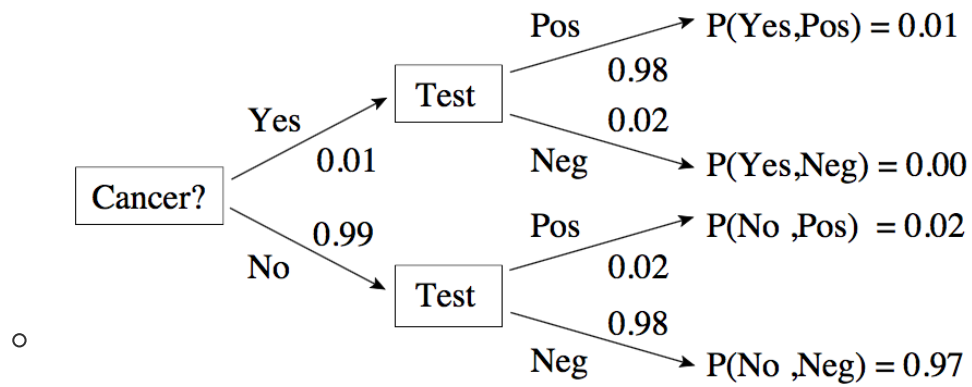 Pos
P(Yes,Pos) = 0.01
0.98
Test
Yes
0.02
0.01
Neg
P(Yes,Neg) = 0.00
Cancer?
0.99
Pos
P(No ,Pos) = 0.02
No
0.02
Test
0.98
Neg
P(No ,Neg) = 0.97